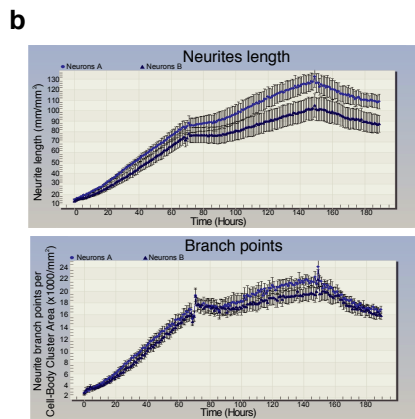 b
Neurites length
Neurons A Neurons B
Neurite length (mm/mm²)
130
120
110
100
90
80
70
60
50
40
30
20
10
0 20 40 60 80 100 120 140 160 180
Time (Hours)
Branch points
Neurons A Neurons B
Neurite branch points per
Cell-Body Cluster Area (x1000/mm²)
24
22
20
18
16
14
12
10
8
6
4
2
0 20 40 60 80 100 120 140 160 180
Time (Hours)